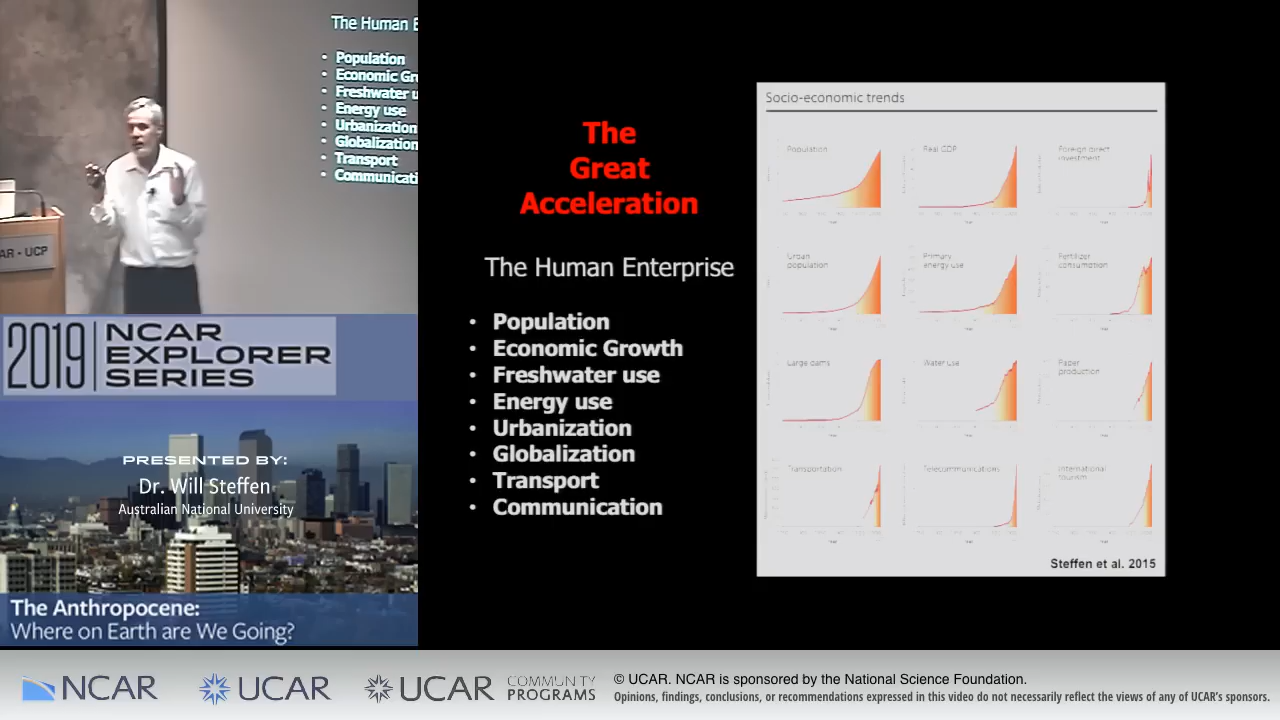 The Human E
• Population
• Economic Gr
• Freshwater u
• Energy use
• Urbanization
• Globalization
• Transport
• Communicati
AR - UCP
2019
NCAR
EXPLORER
SERIES
PRESENTED BY:
Dr. Will Steffen
Australian National University
The Anthropocene:
Where on Earth are We Going?
The
Great
Acceleration
The Human Enterprise
• Population
• Economic Growth
• Freshwater use
• Energy use
• Urbanization
• Globalization
• Transport
• Communication
Socio-economic trends
Population
Real GDP
Foreign direct
investment
Urban
population
Primary
energy use
Fertilizer
consumption
Large dams
Water use
Paper
production
Transportation
Telecommunications
International
tourism
Steffen et al. 2015
NCAR
UCAR
UCAR
COMMUNITY
PROGRAMS
© UCAR. NCAR is sponsored by the National Science Foundation.
Opinions, findings, conclusions, or recommendations expressed in this video do not necessarily reflect the views of any of UCAR's sponsors.